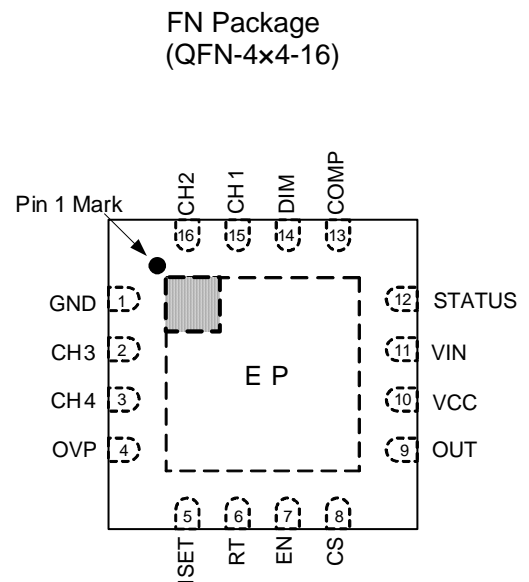 FN Package
(QFN-4×4-16)
CH2
CH1
DIM
COMP
Pin 1 Mark
16
15
14
13
GND
1
12
STATUS
CH3
2
11
VIN
EP
CH4
3
10
VCC
OVP
4
9
OUT
5
6
7
8
ISET
RT
EN
CS